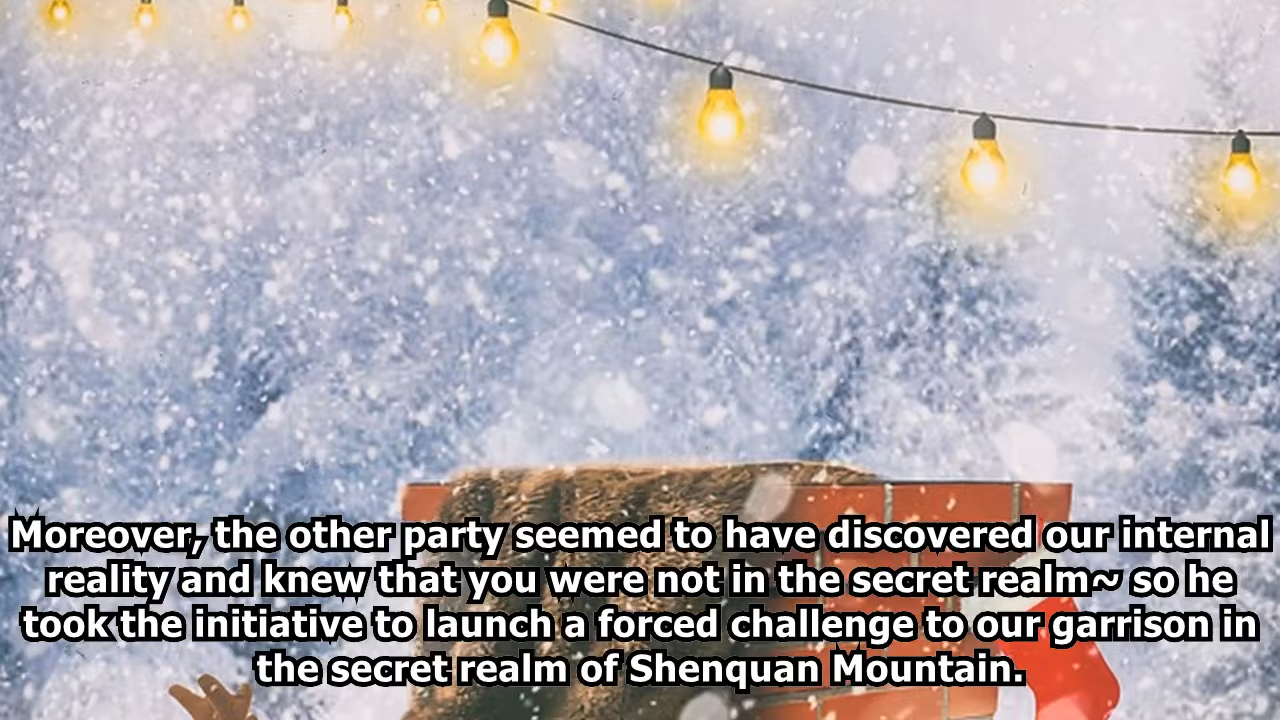 Moreover, the other party seemed to have discovered our internal
reality and knew that you were not in the secret realm~ so he
took the initiative to launch a forced challenge to our garrison in
the secret realm of Shenquan Mountain.